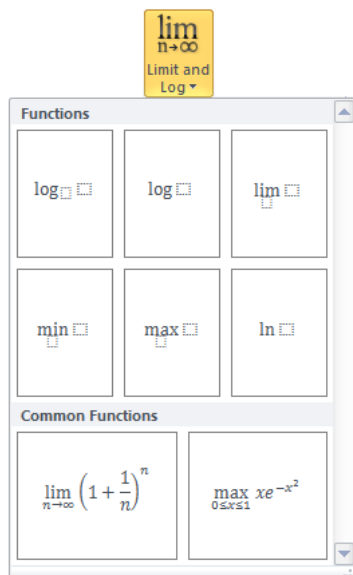 lim
n→∞
Limit and
Log
Functions
log□ □ log □ lim□ □
min□ □ max□ □ ln □
Common Functions
lim n→∞ (1 + 1/n)^n max 0≤x≤1 xe^{-x^2}